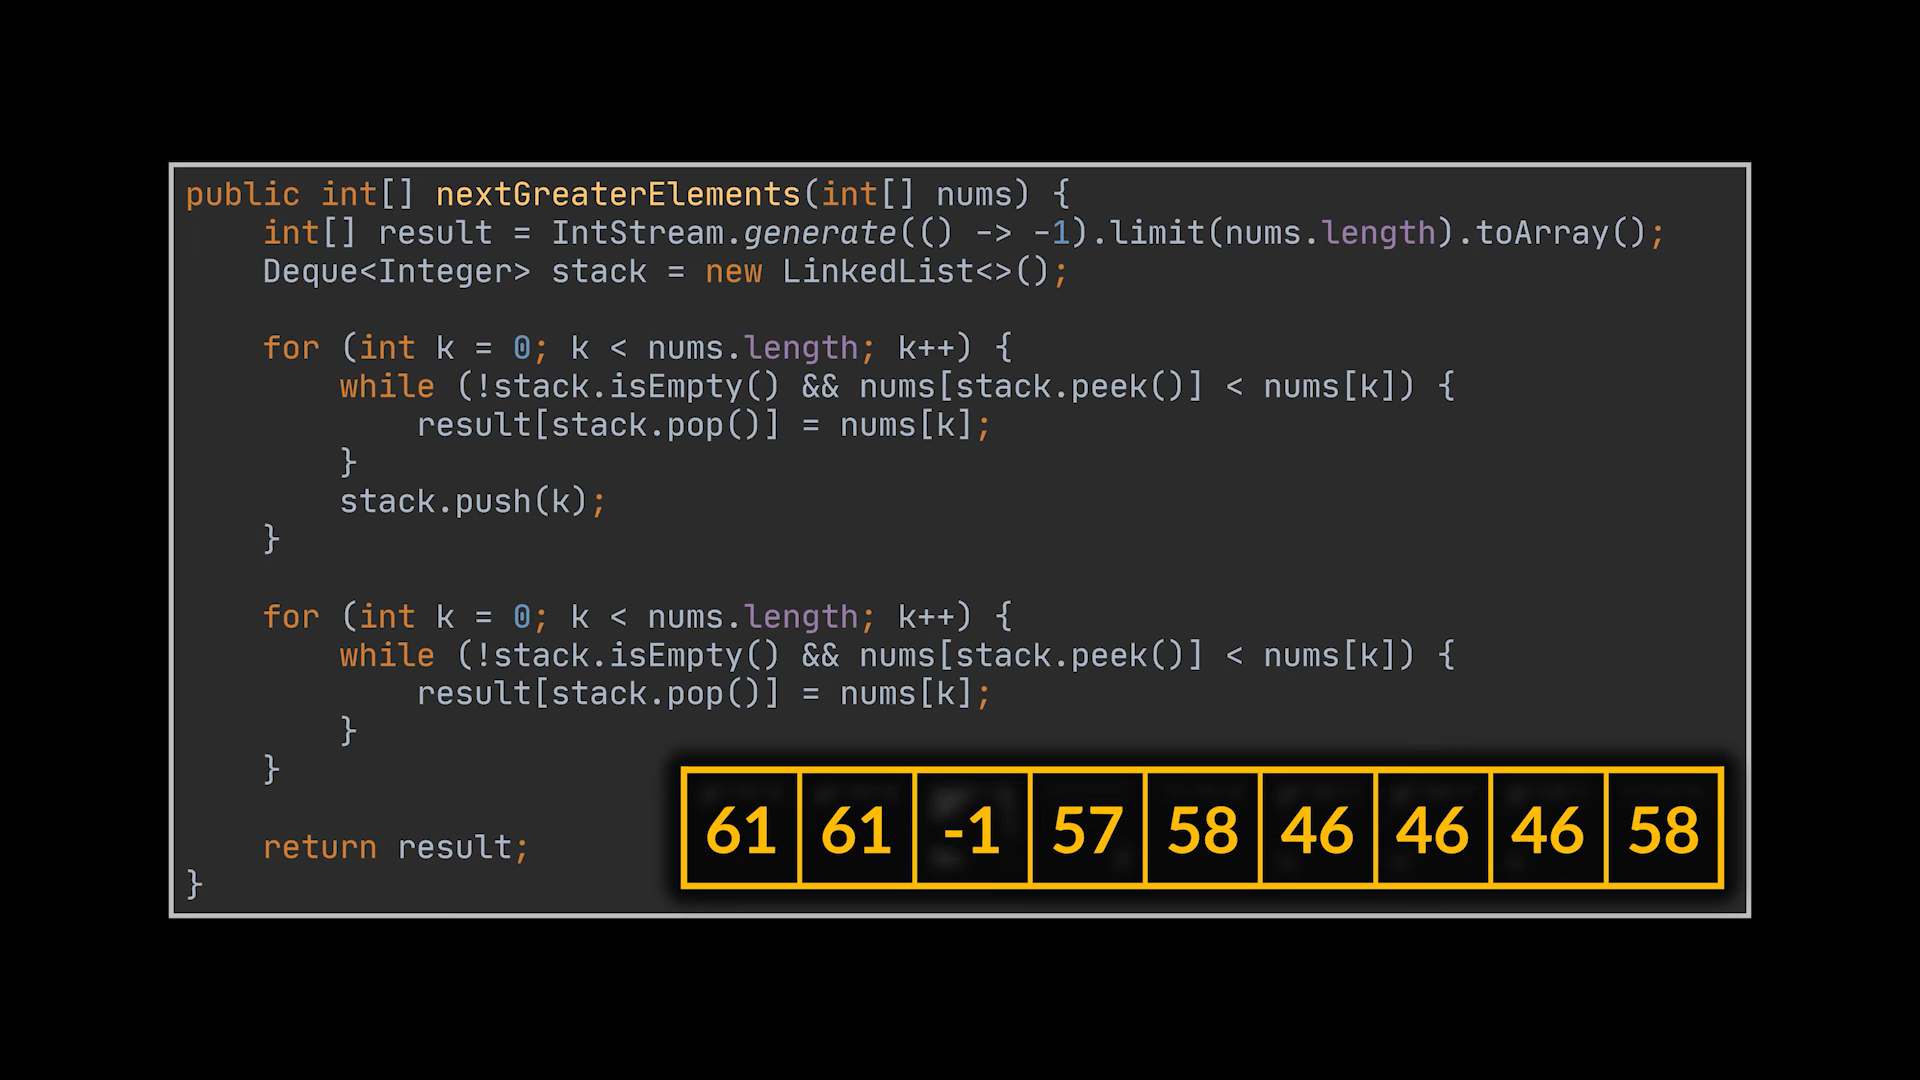 public int[] nextGreaterElements(int[] nums) {
    int[] result = IntStream.generate(() -> -1).limit(nums.length).toArray();
    Deque<Integer> stack = new LinkedList<>();
    for (int k = 0; k < nums.length; k++) {
        while (!stack.isEmpty() && nums[stack.peek()] < nums[k]) {
            result[stack.pop()] = nums[k];
        }
        stack.push(k);
    }
    for (int k = 0; k < nums.length; k++) {
        while (!stack.isEmpty() && nums[stack.peek()] < nums[k]) {
            result[stack.pop()] = nums[k];
        }
    }
    return result;
}
61 61 -1 57 58 46 46 46 58